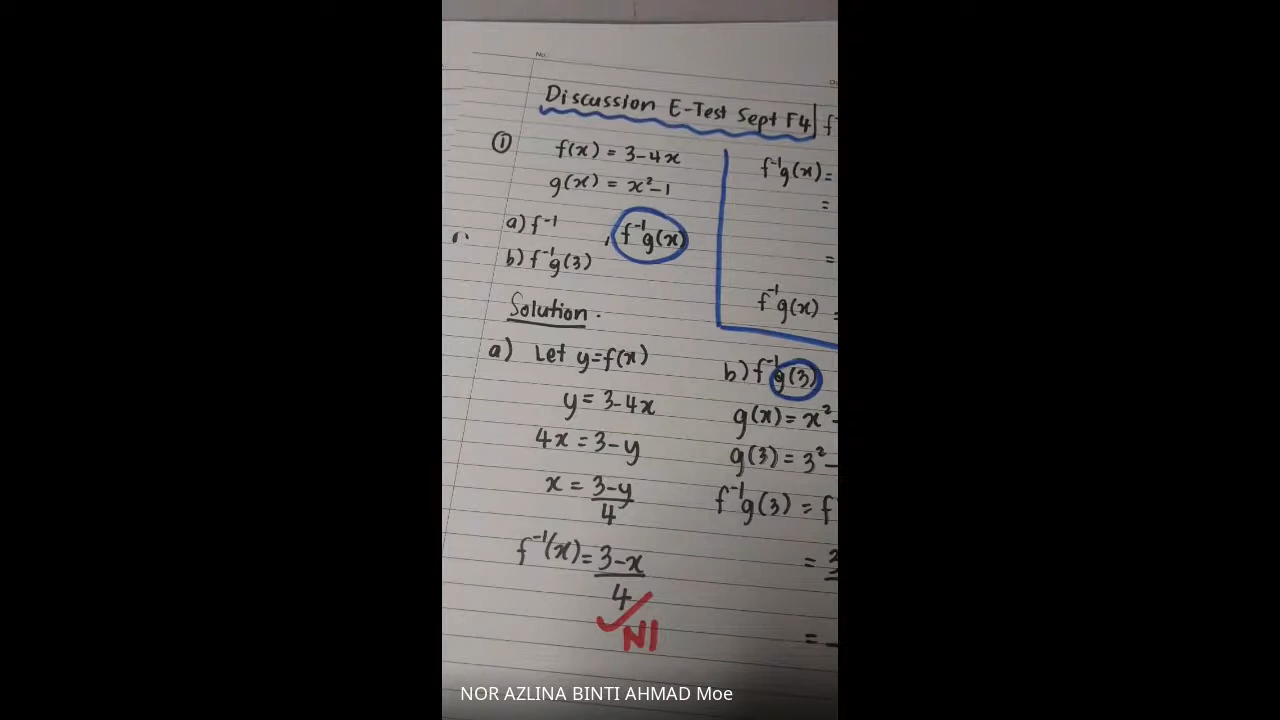 No.
Discussion E-Test Sept F4
① f(x) = 3-4x
g(x) = x²-1
a) f⁻¹
, f⁻¹g(x)
b) f⁻¹g(3)
f⁻¹g(x) =
=
=
f⁻¹g(x) =
Solution.
a) Let y=f(x)
y = 3-4x
4x = 3-y
x = 3-y
4
f⁻¹(x) = 3-x
4
N1
b) f⁻¹g(3)
g(x) = x²-
g(3) = 3²-
f⁻¹g(3) = f
=
=
NOR AZLINA BINTI AHMAD Moe